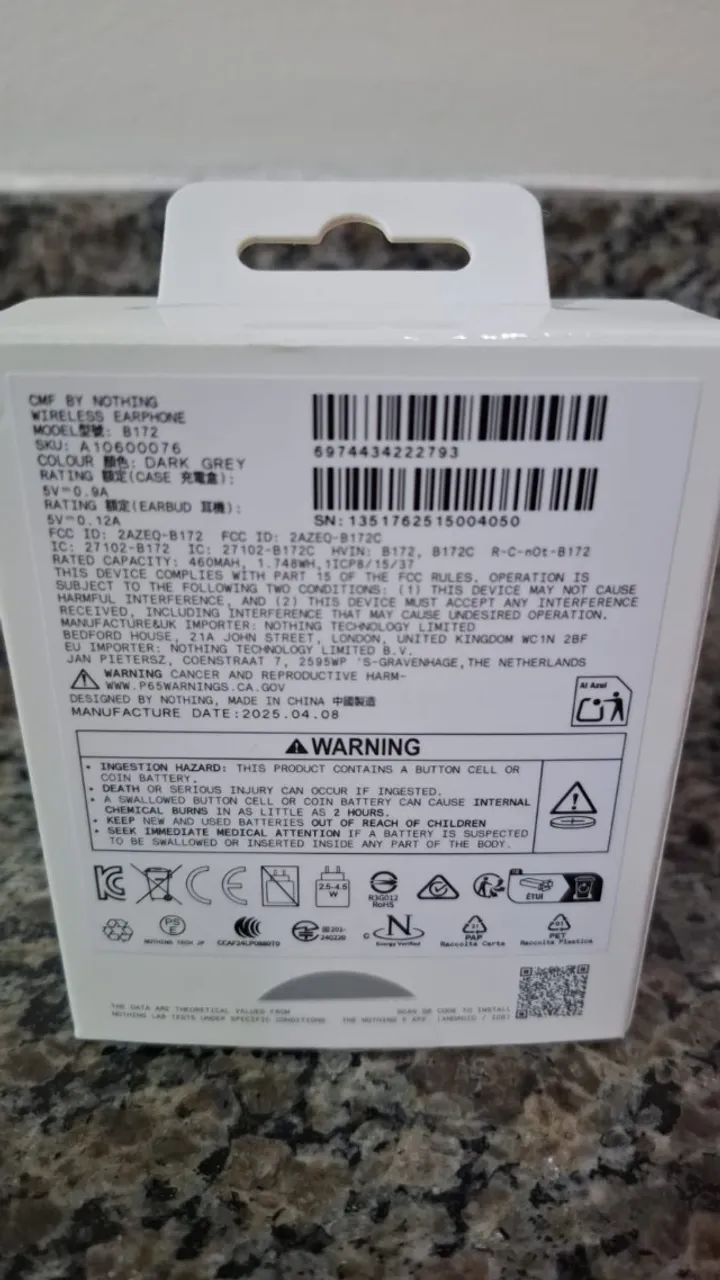 CMF BY NOTHING
WIRELESS EARPHONE
MODEL型號: B172
SKU: A10600076
COLOUR 顏色: DARK GREY
RATING 額定(CASE 充電盒):
5V⎓0.9A
RATING 額定(EARBUD 耳機):
5V⎓0.12A
6974434222793
SN: 1351762515004050
FCC ID: 2AZEQ-B172 FCC ID: 2AZEQ-B172C
IC: 27102-B172 IC: 27102-B172C HVIN: B172, B172C R-C-nOt-B172
RATED CAPACITY: 460MAH, 1.748WH,1ICP8/15/37
THIS DEVICE COMPLIES WITH PART 15 OF THE FCC RULES. OPERATION IS
SUBJECT TO THE FOLLOWING TWO CONDITIONS: (1) THIS DEVICE MAY NOT CAUSE
HARMFUL INTERFERENCE, AND (2) THIS DEVICE MUST ACCEPT ANY INTERFERENCE
RECEIVED, INCLUDING INTERFERENCE THAT MAY CAUSE UNDESIRED OPERATION.
MANUFACTURE&UK IMPORTER: NOTHING TECHNOLOGY LIMITED
BEDFORD HOUSE, 21A JOHN STREET, LONDON, UNITED KINGDOM WC1N 2BF
EU IMPORTER: NOTHING TECHNOLOGY LIMITED B.V.
JAN PIETERSZ, COENSTRAAT 7, 2595WP 'S-GRAVENHAGE,THE NETHERLANDS
WARNING CANCER AND REPRODUCTIVE HARM-
WWW.P65WARNINGS.CA.GOV
DESIGNED BY NOTHING, MADE IN CHINA 中國製造
MANUFACTURE DATE:2025.04.08
Al Azul
WARNING
• INGESTION HAZARD: THIS PRODUCT CONTAINS A BUTTON CELL OR
COIN BATTERY.
• DEATH OR SERIOUS INJURY CAN OCCUR IF INGESTED.
• A SWALLOWED BUTTON CELL OR COIN BATTERY CAN CAUSE INTERNAL
CHEMICAL BURNS IN AS LITTLE AS 2 HOURS.
• KEEP NEW AND USED BATTERIES OUT OF REACH OF CHILDREN
• SEEK IMMEDIATE MEDICAL ATTENTION IF A BATTERY IS SUSPECTED
TO BE SWALLOWED OR INSERTED INSIDE ANY PART OF THE BODY.
CE
2.5-4.5
W
R3G012
RoHS
ÉTUI
PS
E
NOTHING TECH JP
CCAF24LP0880T0
N
Energy Verified
PAP
Raccolta Carta
PET
Raccolta Plastica
THE DATA ARE THEORETICAL VALUES FROM
NOTHING LAB TESTS UNDER SPECIFIC CONDITIONS
SCAN QR CODE TO INSTALL
THE NOTHING X APP. (ANDROID / IOS)